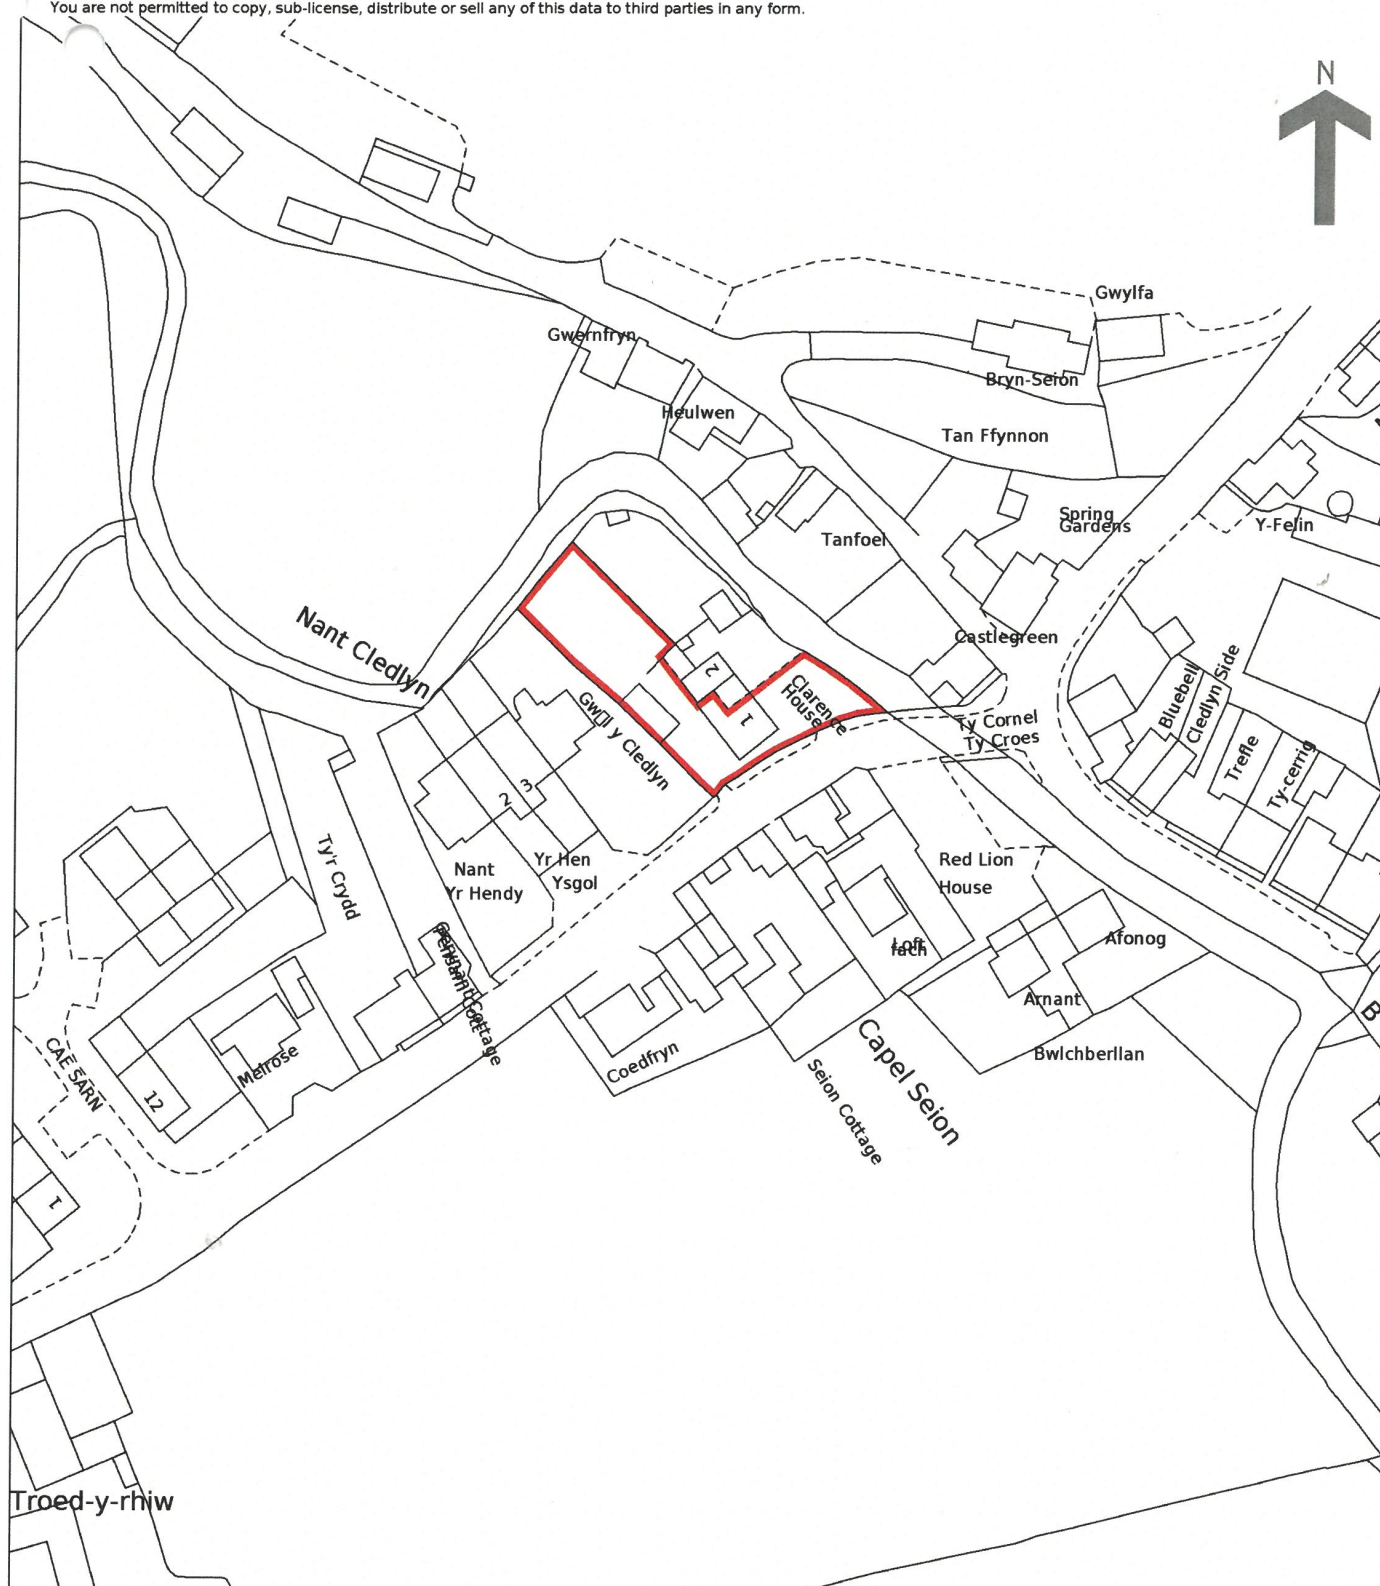 You are not permitted to copy, sub-license, distribute or sell any of this data to third parties in any form.
N
Gwylfa
Gwernfryn
Bryn-Seion
Heulwen
Tan Ffynnon
Spring
Gardens
Y-Felin
Tanfoel
Nant Cledlyn
Castlegreen
2
Clarence
House
1
Bluebell
Cledlyn Side
Ty Cornel
Ty Croes
Trefle
Ty-cerrig
y Cledlyn
2
3
Ty'r Crydd
Nant
Yr Hendy
Yr Hen
Ysgol
Red Lion
House
Loft
fach
Afonog
Arnant
B
Cottage
CAE SARN
Melrose
12
Coedfryn
Seion Cottage
Capel Seion
Bwlchberllan
1
Troed-y-rhiw